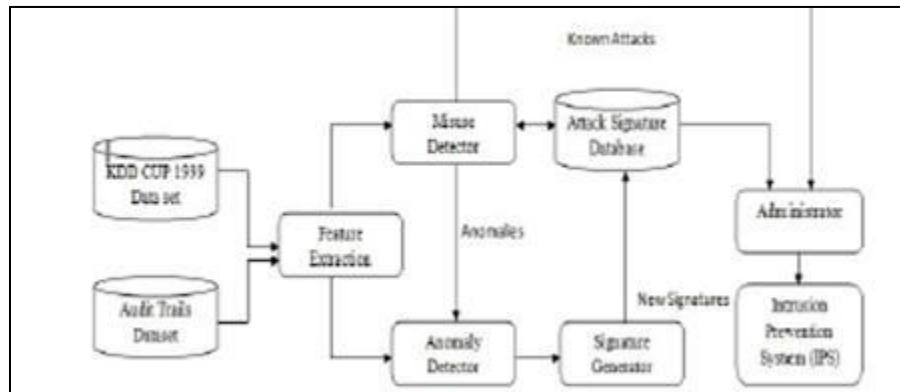 Known Attacks
Misuse
Detector
Attack Signature
Database
KDD CUP 1999
Data set
Administrator
Feature
Extraction
Anomalies
Audit Trails
Dataset
New Signatures
Intrusion
Prevention
System (IPS)
Anomaly
Detector
Signature
Generator